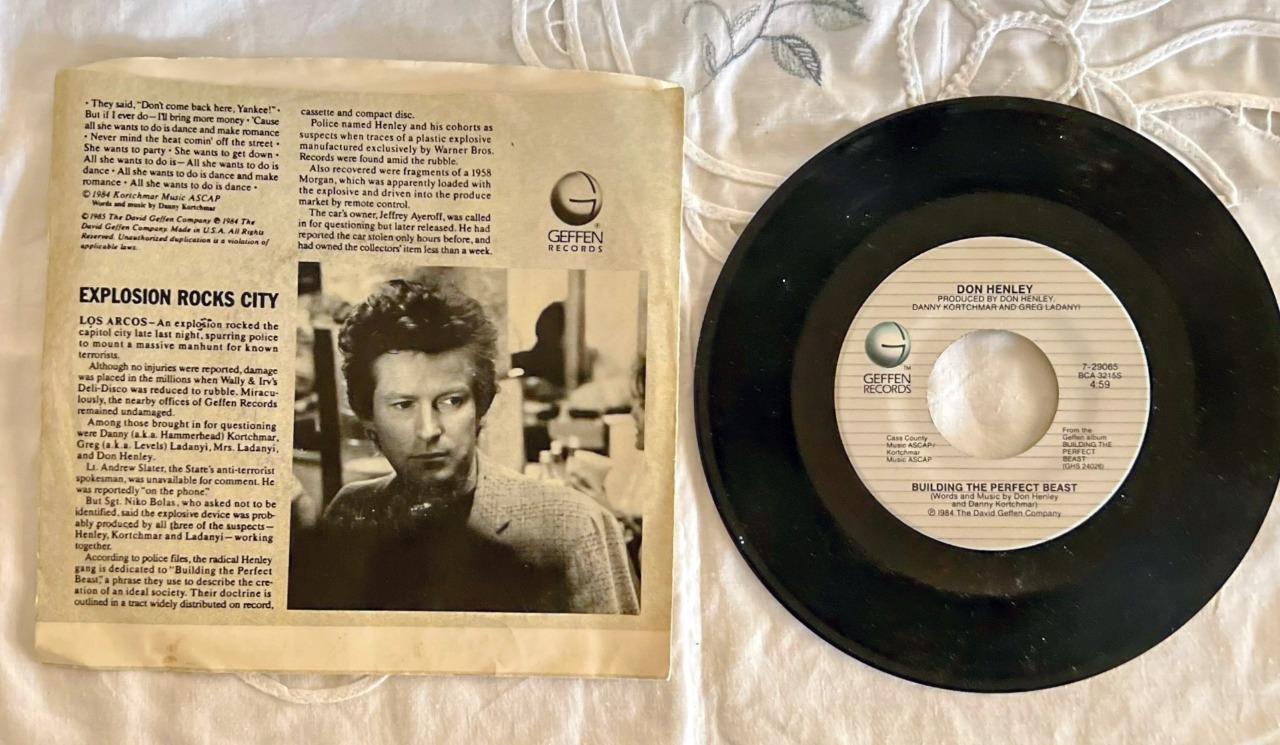 • They said, "Don't come back here, Yankee!" •
But if I ever do—I'll bring more money • 'Cause
all she wants to do is dance and make romance
• Never mind the heat comin' off the street •
She wants to party • She wants to get down •
All she wants to do is—All she wants to do is
dance • All she wants to do is dance and make
romance • All she wants to do is dance •
© 1984 Kortchmar Music ASCAP
Words and music by Danny Kortchmar
© 1985 The David Geffen Company ℗ 1984 The
David Geffen Company Made in U.S.A. All Rights
Reserved. Unauthorized duplication is a violation of
applicable laws.
EXPLOSION ROCKS CITY
LOS ARCOS—An explosion rocked the
capitol city late last night, spurring police
to mount a massive manhunt for known
terrorists.
Although no injuries were reported, damage
was placed in the millions when Wally & Irv's
Deli-Disco was reduced to rubble. Miracu-
lously, the nearby offices of Geffen Records
remained undamaged.
Among those brought in for questioning
were Danny (a.k.a. Hammerhead) Kortchmar,
Greg (a.k.a. Levels) Ladanyi, Mrs. Ladanyi,
and Don Henley.
Lt. Andrew Slater, the State's anti-terrorist
spokesman, was unavailable for comment. He
was reportedly "on the phone."
But Sgt. Niko Bolas, who asked not to be
identified, said the explosive device was prob-
ably produced by all three of the suspects—
Henley, Kortchmar and Ladanyi—working
together.
According to police files, the radical Henley
gang is dedicated to "Building the Perfect
Beast," a phrase they use to describe the cre-
ation of an ideal society. Their doctrine is
outlined in a tract widely distributed on record,
cassette and compact disc.
Police named Henley and his cohorts as
suspects when traces of a plastic explosive
manufactured exclusively by Warner Bros.
Records were found amid the rubble.
Also recovered were fragments of a 1958
Morgan, which was apparently loaded with
the explosive and driven into the produce
market by remote control.
The car's owner, Jeffrey Ayeroff, was called
in for questioning but later released. He had
reported the car stolen only hours before, and
had owned the collectors' item less than a week.
®
GEFFEN
RECORDS
DON HENLEY
PRODUCED BY DON HENLEY,
DANNY KORTCHMAR AND GREG LADANYI
TM
GEFFEN
RECORDS
7-29065
BCA 3215S
4:59
Cass County
Music ASCAP/
Kortchmar
Music ASCAP
From the
Geffen album
BUILDING THE
PERFECT
BEAST
(GHS 24026)
BUILDING THE PERFECT BEAST
(Words and Music by Don Henley
and Danny Kortchmar)
℗ 1984 The David Geffen Company